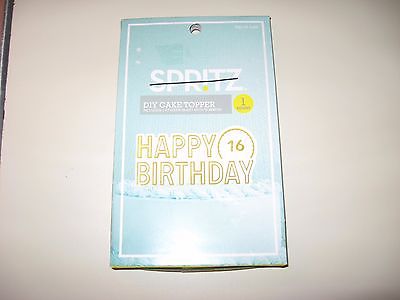 SPRITZ
DIY CAKE TOPPER
1
HAPPY 16
BIRTHDAY